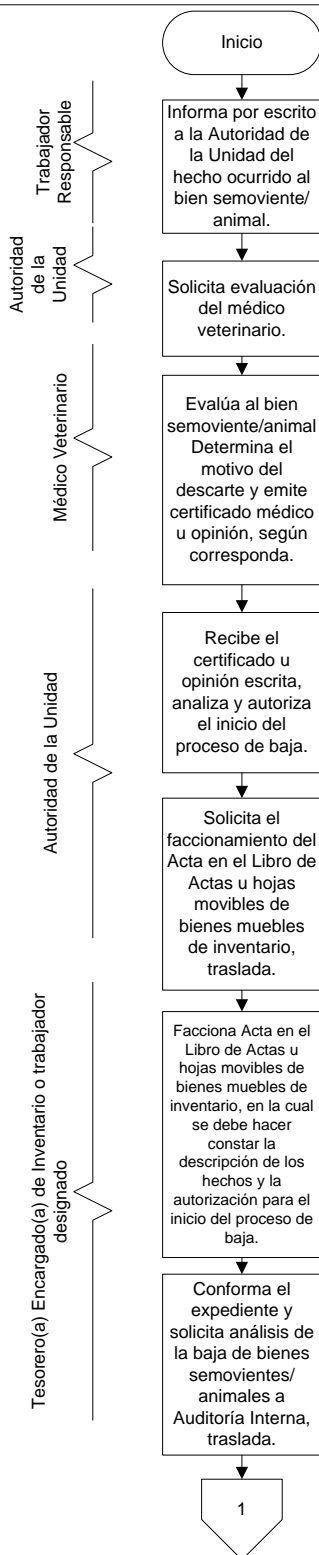 Inicio
Trabajador
Responsable
Informa por escrito
a la Autoridad de
la Unidad del
hecho ocurrido al
bien semoviente/
animal.
Autoridad
de la
Unidad
Solicita evaluación
del médico
veterinario.
Médico Veterinario
Evalúa al bien
semoviente/animal
Determina el
motivo del
descarte y emite
certificado médico
u opinión, según
corresponda.
Autoridad de la Unidad
Recibe el
certificado u
opinión escrita,
analiza y autoriza
el inicio del
proceso de baja.
Solicita el
faccionamiento del
Acta en el Libro de
Actas u hojas
movibles de
bienes muebles
de inventario,
traslada.
Tesorero(a) Encargado(a) de Inventario o trabajador
designado
Facciona Acta en el
Libro de Actas u
hojas movibles de
bienes muebles de
inventario, en la cual
se debe hacer
constar la
descripción de los
hechos y la
autorización para el
inicio del proceso de
baja.
Conforma el
expediente y
solicita análisis de
la baja de bienes
semovientes/
animales a
Auditoría Interna,
traslada.
1